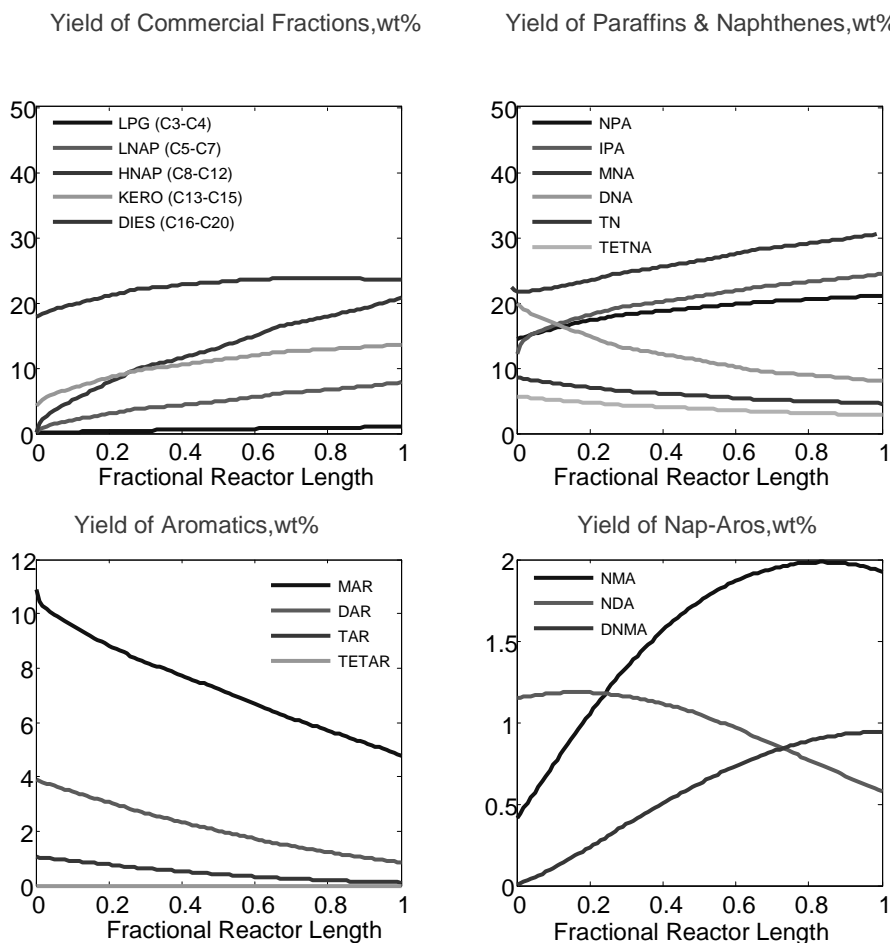 Yield of Commercial Fractions,wt%
50
40
30
20
10
0
LPG (C3-C4)
LNAP (C5-C7)
HNAP (C8-C12)
KERO (C13-C15)
DIES (C16-C20)
0 0.2 0.4 0.6 0.8 1
Fractional Reactor Length
Yield of Paraffins & Naphthenes,wt%
50
40
30
20
10
0
NPA
IPA
MNA
DNA
TN
TETNA
0 0.2 0.4 0.6 0.8 1
Fractional Reactor Length
Yield of Aromatics,wt%
12
10
8
6
4
2
0
MAR
DAR
TAR
TETAR
0 0.2 0.4 0.6 0.8 1
Fractional Reactor Length
Yield of Nap-Aros,wt%
2
1.5
1
0.5
0
NMA
NDA
DNMA
0 0.2 0.4 0.6 0.8 1
Fractional Reactor Length